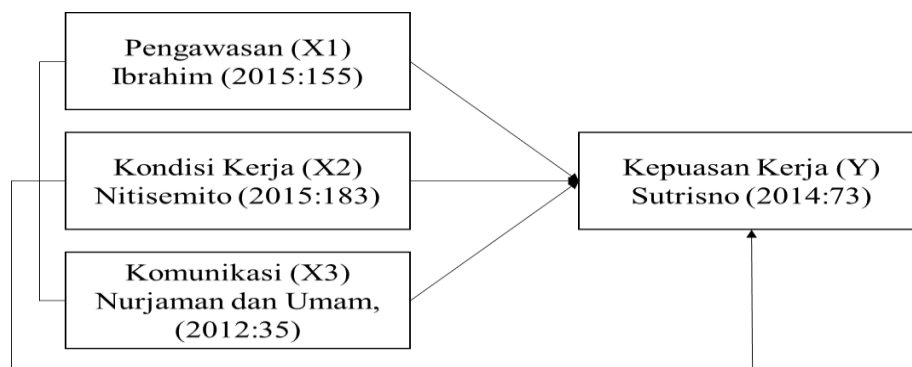 Pengawasan (X1)
Ibrahim (2015:155)
Kondisi Kerja (X2)
Nitisemito (2015:183)
Komunikasi (X3)
Nurjaman dan Umam,
(2012:35)
Kepuasan Kerja (Y)
Sutrisno (2014:73)